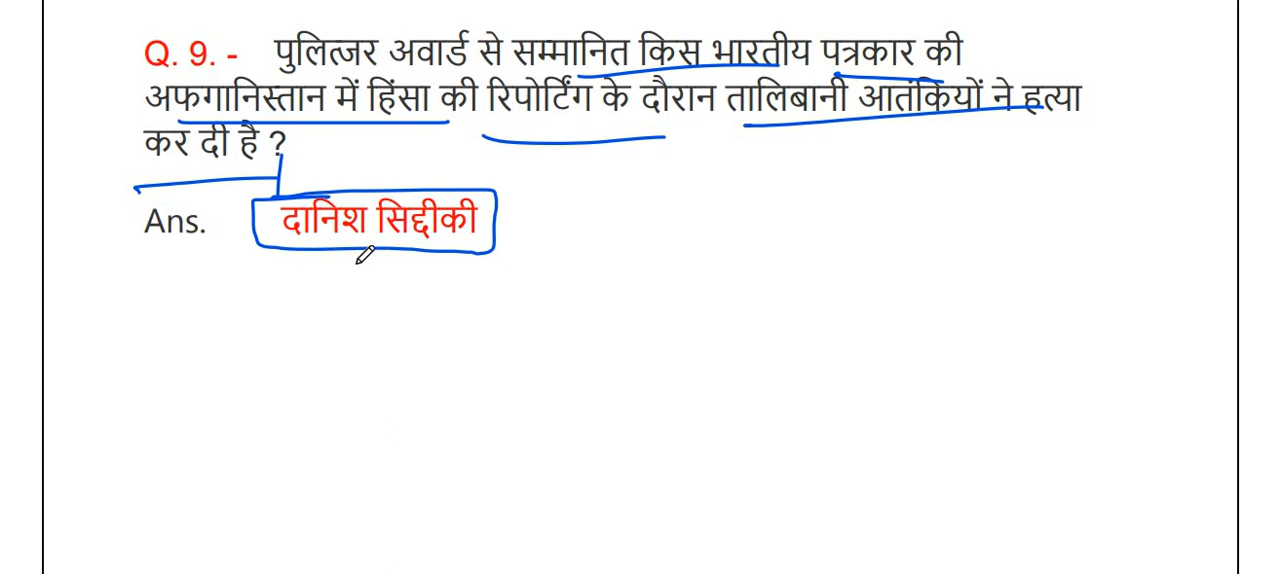 Q. 9. - पुलित्जर अवार्ड से सम्मानित किस भारतीय पत्रकार की
अफगानिस्तान में हिंसा की रिपोर्टिंग के दौरान तालिबानी आतंकियों ने हत्या
कर दी है ?
Ans. दानिश सिद्दीकी